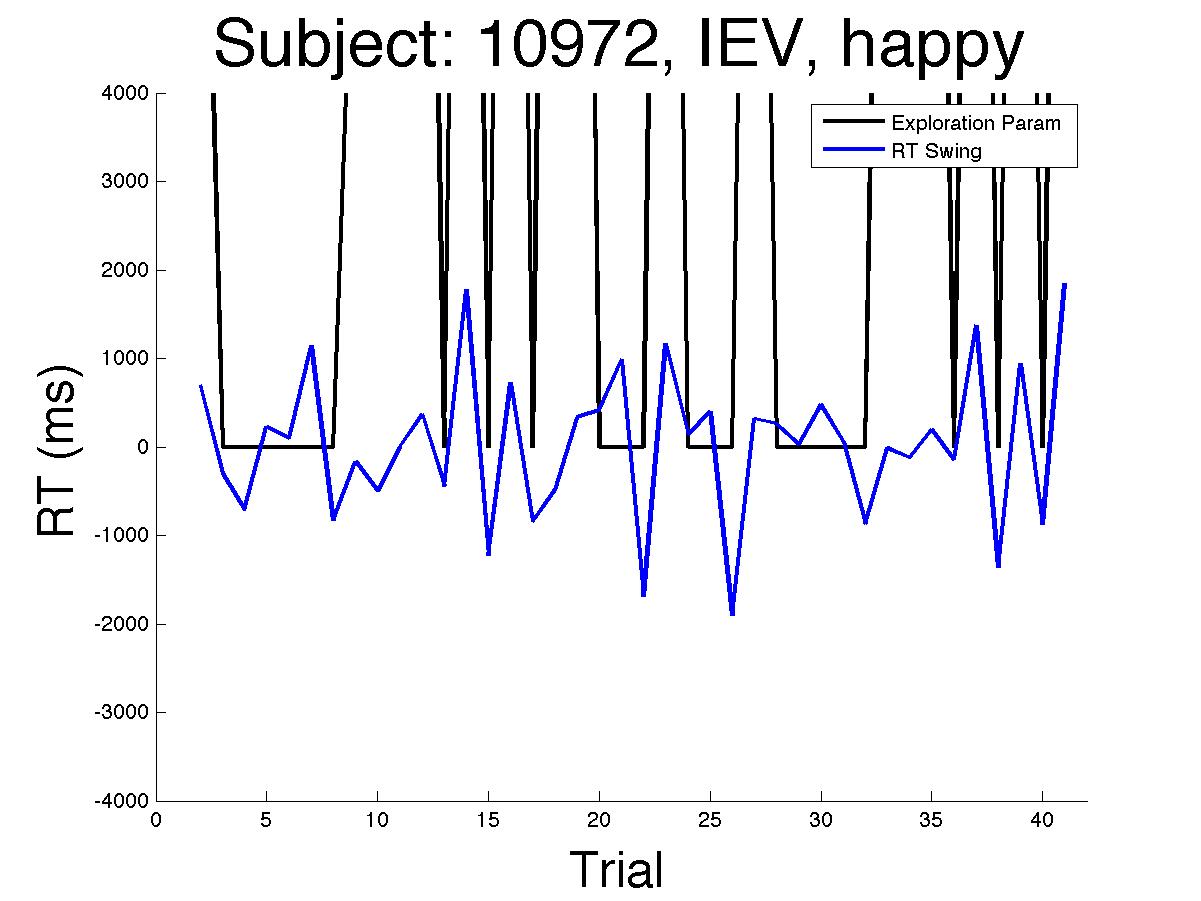 Subject: 10972, IEV, happy
4000
3000
2000
1000
0
-1000
-2000
-3000
-4000
RT (ms)
Exploration Param
RT Swing
0 5 10 15 20 25 30 35 40
Trial